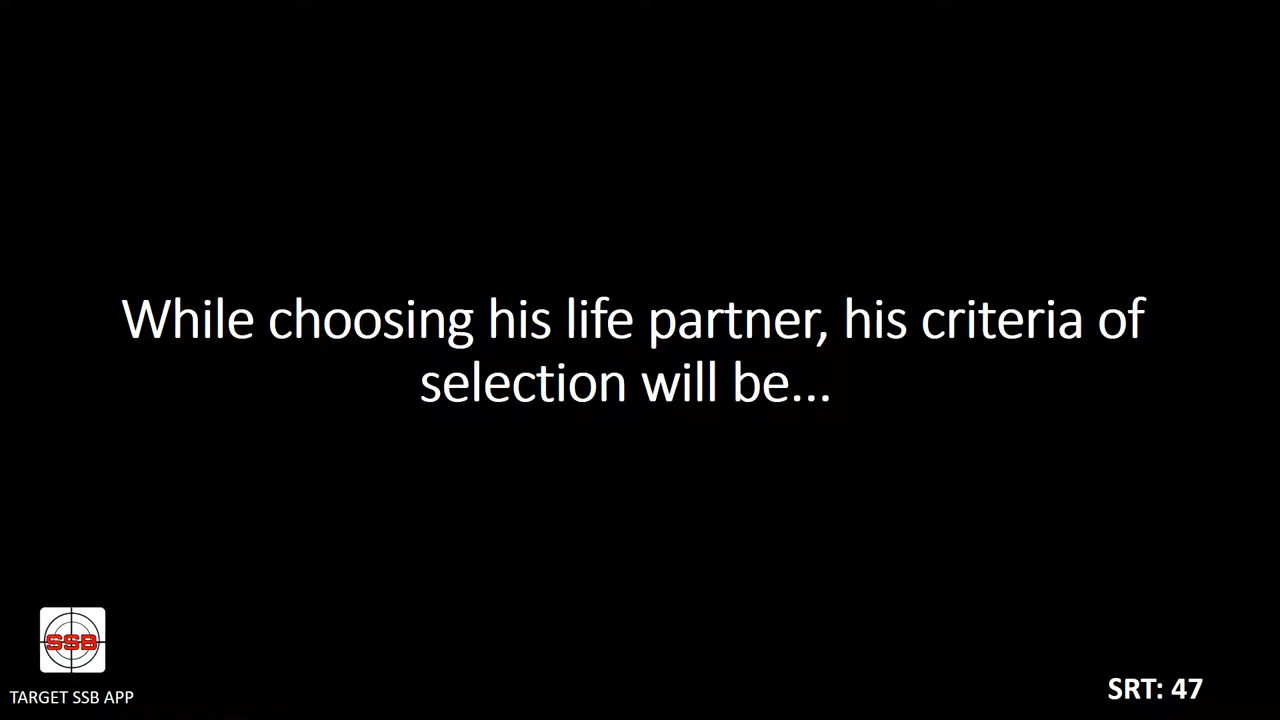 While choosing his life partner, his criteria of
selection will be...
SSB
TARGET SSB APP
SRT: 47